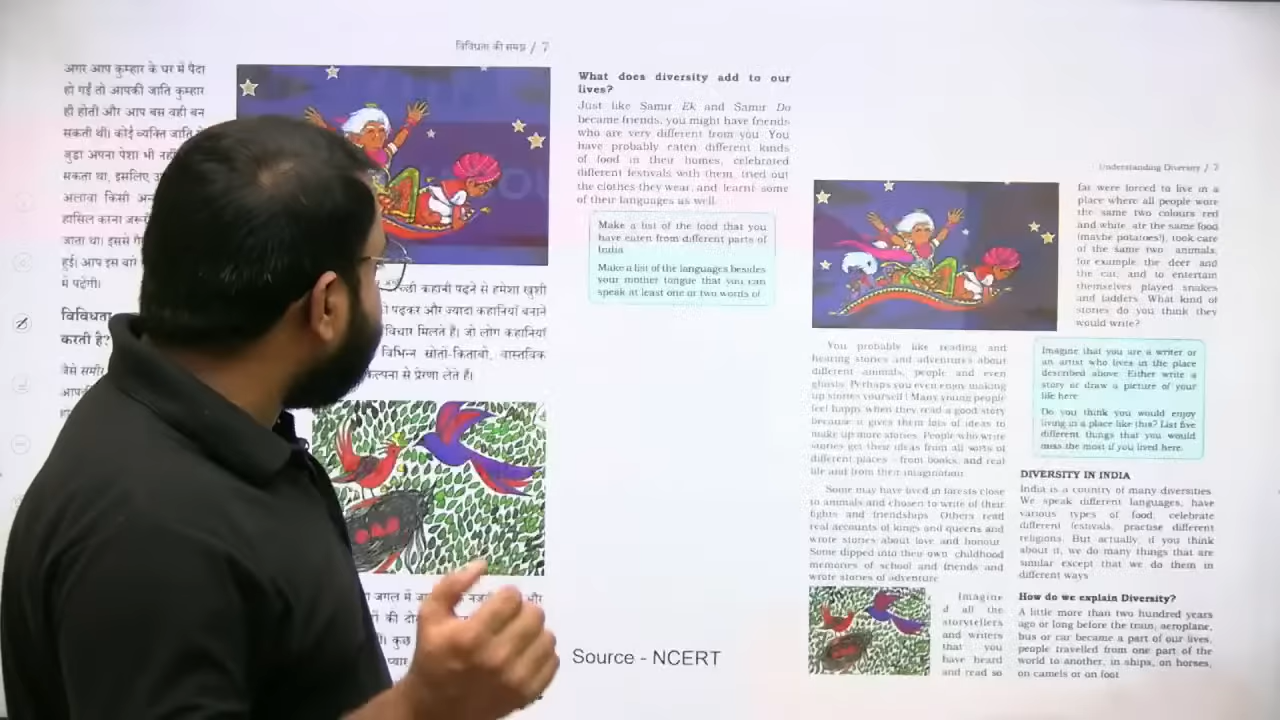 विविधता की समझ / 7
अगर आप कुम्हार के घर में पैदा
हो गईं तो आपकी जाति कुम्हार
ही होती और आप बस वही बन
सकती थीं। कोई व्यक्ति जाति से
जुड़ा अपना पेशा भी नहीं
सकता था, इसलिए
अलावा किसी
हासिल करना
जाता था। इससे
हुई। आप इस बारे
में पढ़ेंगी।
विविधता
करती है?
जैसे समीर
कहानी पढ़ने से हमेशा खुशी
पढ़कर और ज्यादा कहानियाँ बनाने
विचार मिलते हैं। जो लोग कहानियाँ
विभिन्न स्रोतों-किताबों, वास्तविक
कल्पना से प्रेरणा लेते हैं।
जंगल में
और
की
कुछ
What does diversity add to our
lives?
Just like Samir Ek and Samir Do
became friends, you might have friends
who are very different from you. You
have probably eaten different kinds
of food in their homes, celebrated
different festivals with them, tried out
the clothes they wear, and learnt some
of their languages as well.
Make a list of the food that you
have eaten from different parts of
India.
Make a list of the languages besides
your mother tongue that you can
speak at least one or two words of.
Source - NCERT
Understanding Diversity / 7
You probably like reading and
hearing stories and adventures about
different animals, people and even
ghosts. Perhaps you even enjoy making
up stories yourself! Many young people
feel happy when they read a good story
because it gives them lots of ideas to
make up more stories. People who write
stories get their ideas from all sorts of
different places - from books, and real
life and from their imagination.
Some may have lived in forests close
to animals and chosen to write of their
fights and friendships. Others read
real accounts of kings and queens and
wrote stories about love and honour.
Some dipped into their own childhood
memories of school and friends and
wrote stories of adventure.
Imagine
if all the
storytellers
and writers
that you
have heard
and read so
far were forced to live in a
place where all people wore
the same two colours red
and white, ate the same food
(maybe potatoes!), took care
of the same two animals,
for example the deer and
the cat, and to entertain
themselves played snakes
and ladders. What kind of
stories do you think they
would write?
Imagine that you are a writer or
an artist who lives in the place
described above. Either write a
story or draw a picture of your
life here.
Do you think you would enjoy
living in a place like this? List five
different things that you would
miss the most if you lived here.
DIVERSITY IN INDIA
India is a country of many diversities.
We speak different languages, have
various types of food, celebrate
different festivals, practise different
religions. But actually, if you think
about it, we do many things that are
similar except that we do them in
different ways.
How do we explain Diversity?
A little more than two hundred years
ago or long before the train, aeroplane,
bus or car became a part of our lives,
people travelled from one part of the
world to another, in ships, on horses,
on camels or on foot.